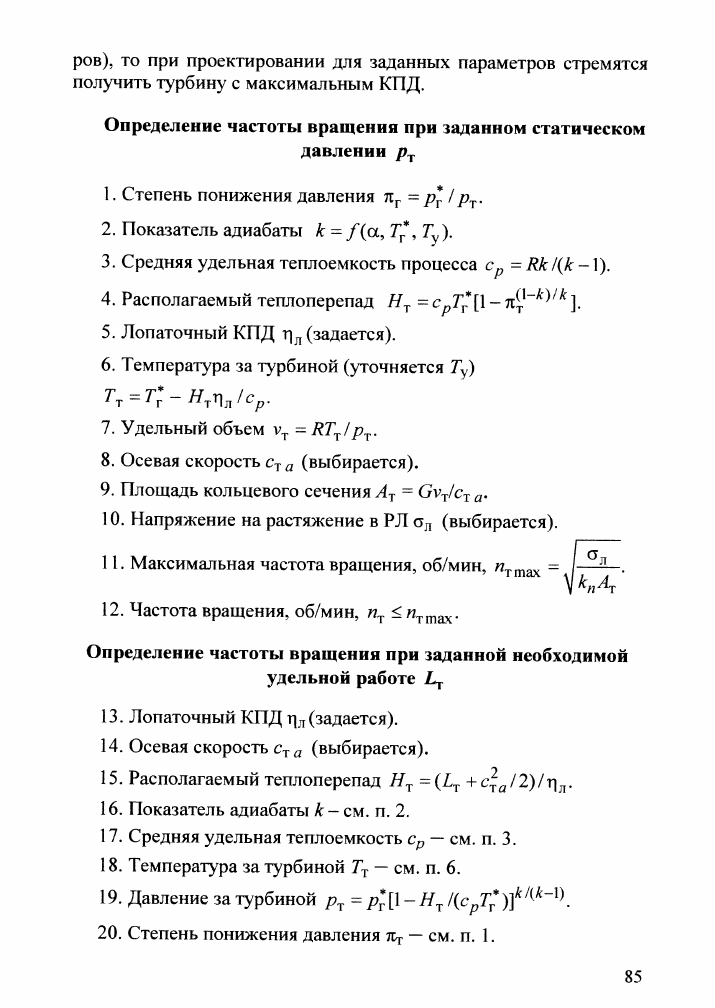 ров), то при проектировании для заданных параметров стремятся
получить турбину с максимальным КПД.
Определение частоты вращения при заданном статическом
давлении pт
1. Степень понижения давления πг = pг* / pт.
2. Показатель адиабаты k = f(α, Tг*, Tу).
3. Средняя удельная теплоемкость процесса cp = Rk/(k − 1).
4. Располагаемый теплоперепад Hт = cpTг*[1 − πт^(1−k)/k].
5. Лопаточный КПД ηл (задается).
6. Температура за турбиной (уточняется Tу)
Tт = Tг* − Hтηл/cp.
7. Удельный объем vт = RTт/pт.
8. Осевая скорость cт a (выбирается).
9. Площадь кольцевого сечения Aт = Gvт/cт a.
10. Напряжение на растяжение в РЛ σл (выбирается).
11. Максимальная частота вращения, об/мин, nт max = √(σл/(knAт)).
12. Частота вращения, об/мин, nт ≤ nт max.
Определение частоты вращения при заданной необходимой
удельной работе Lт
13. Лопаточный КПД ηл (задается).
14. Осевая скорость cт a (выбирается).
15. Располагаемый теплоперепад Hт = (Lт + cтa²/2)/ηл.
16. Показатель адиабаты k – см. п. 2.
17. Средняя удельная теплоемкость cp — см. п. 3.
18. Температура за турбиной Tт — см. п. 6.
19. Давление за турбиной pт = pг*[1 − Hт/(cpTг*)]^k/(k−1).
20. Степень понижения давления πт — см. п. 1.
85